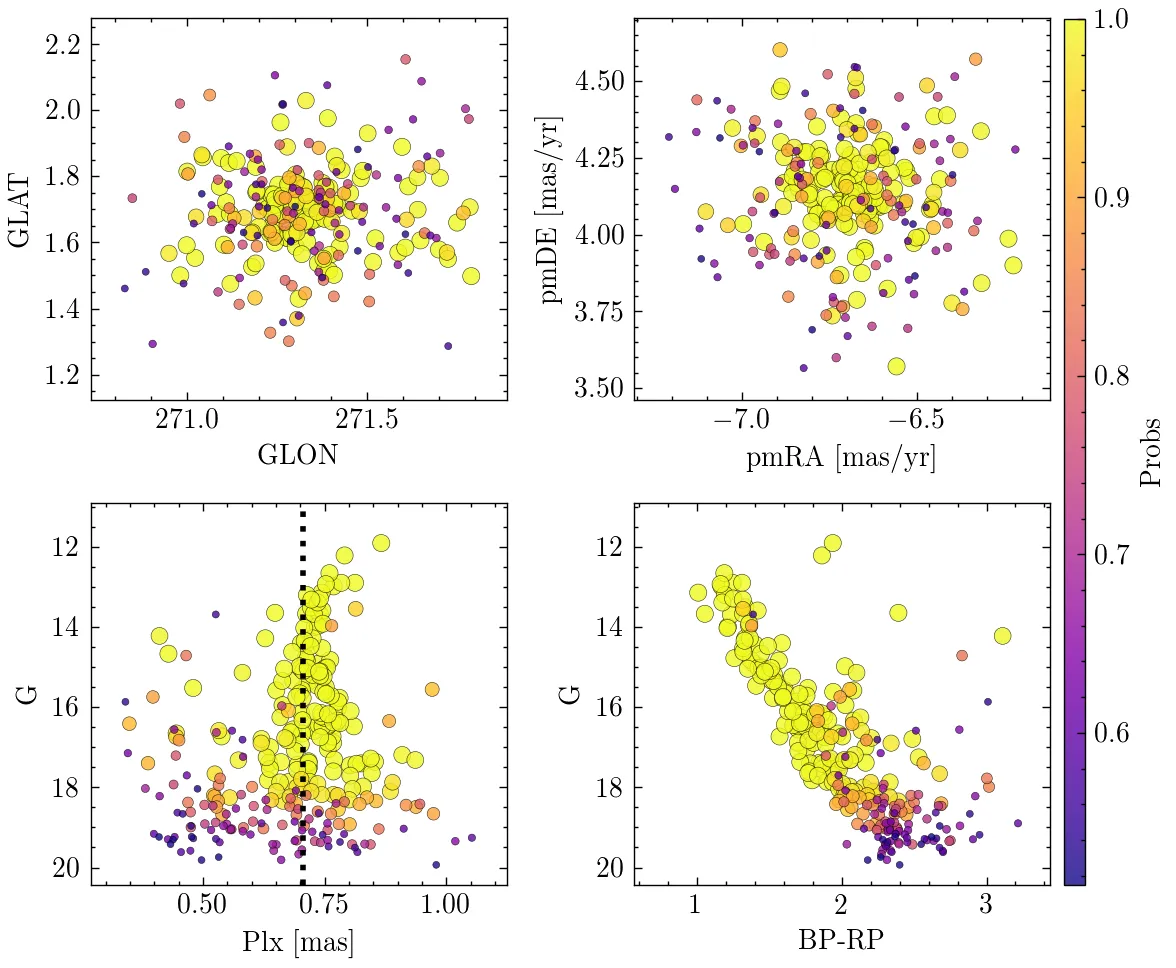 2.2
2.0
1.8
1.6
1.4
1.2
GLAT
271.0 271.5
GLON
4.50
4.25
4.00
3.75
3.50
pmDE [mas/yr]
−7.0 −6.5
pmRA [mas/yr]
1.0
0.9
0.8
0.7
0.6
Probs
12
14
16
18
20
G
0.50 0.75 1.00
Plx [mas]
12
14
16
18
20
G
1 2 3
BP-RP